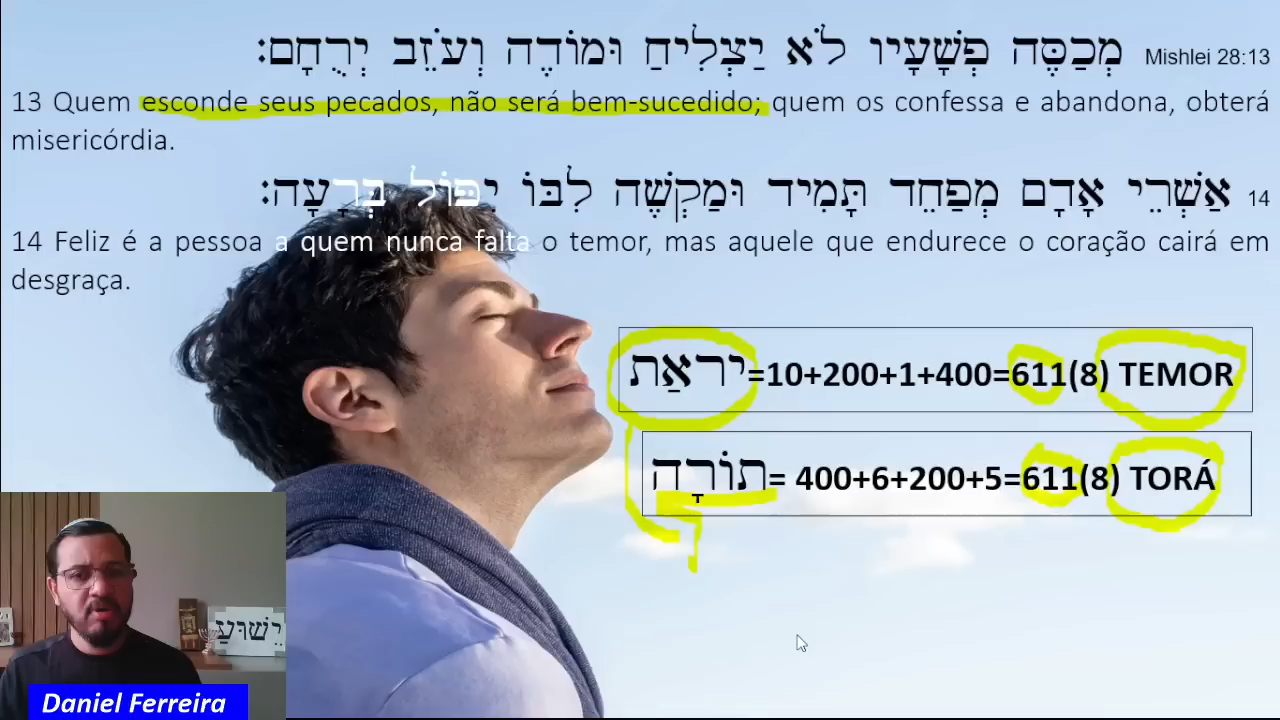 מְכַסֶּה פְשָׁעָיו לֹא יַצְלִיחַ וּמוֹדֶה וְעֹזֵב יְרֻחָם׃ Mishlei 28:13
13 Quem esconde seus pecados, não será bem-sucedido; quem os confessa e abandona, obterá
misericórdia.
אַשְׁרֵי אָדָם מְפַחֵד תָּמִיד וּמַקְשֶׁה לִבּוֹ יִפּוֹל בְּרָעָה׃ 14
14 Feliz é a pessoa a quem nunca falta o temor, mas aquele que endurece o coração cairá em
desgraça.
יראַת=10+200+1+400=611(8) TEMOR
תוֹרָה= 400+6+200+5=611(8) TORÁ
יֵשׁוּעַ
Daniel Ferreira